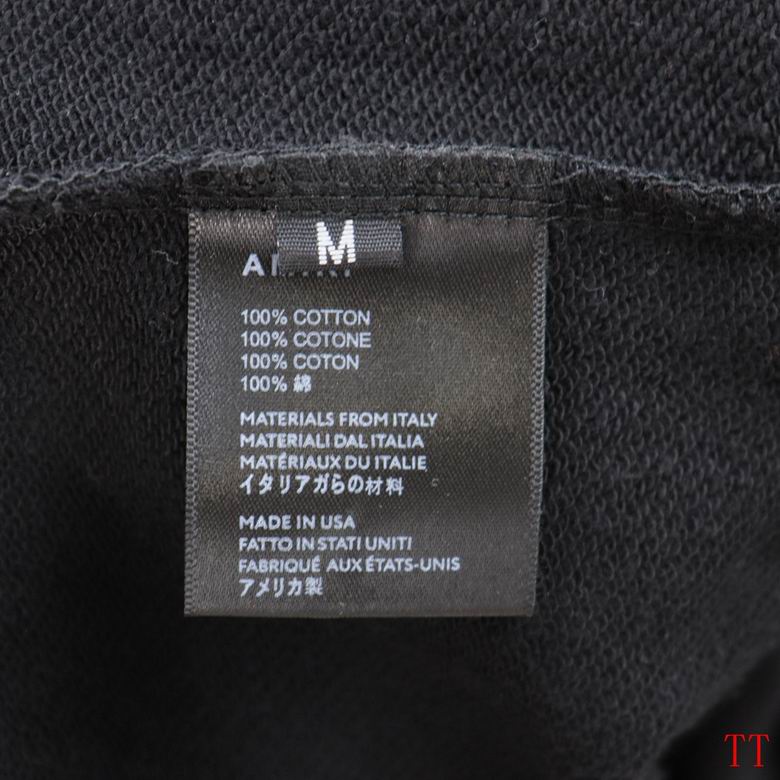 M
100% COTTON
100% COTONE
100% COTON
100% 綿
MATERIALS FROM ITALY
MATERIALI DAL ITALIA
MATÉRIAUX DU ITALIE
イタリアガらの材料
MADE IN USA
FATTO IN STATI UNITI
FABRIQUÉ AUX ÉTATS-UNIS
アメリカ製
TT